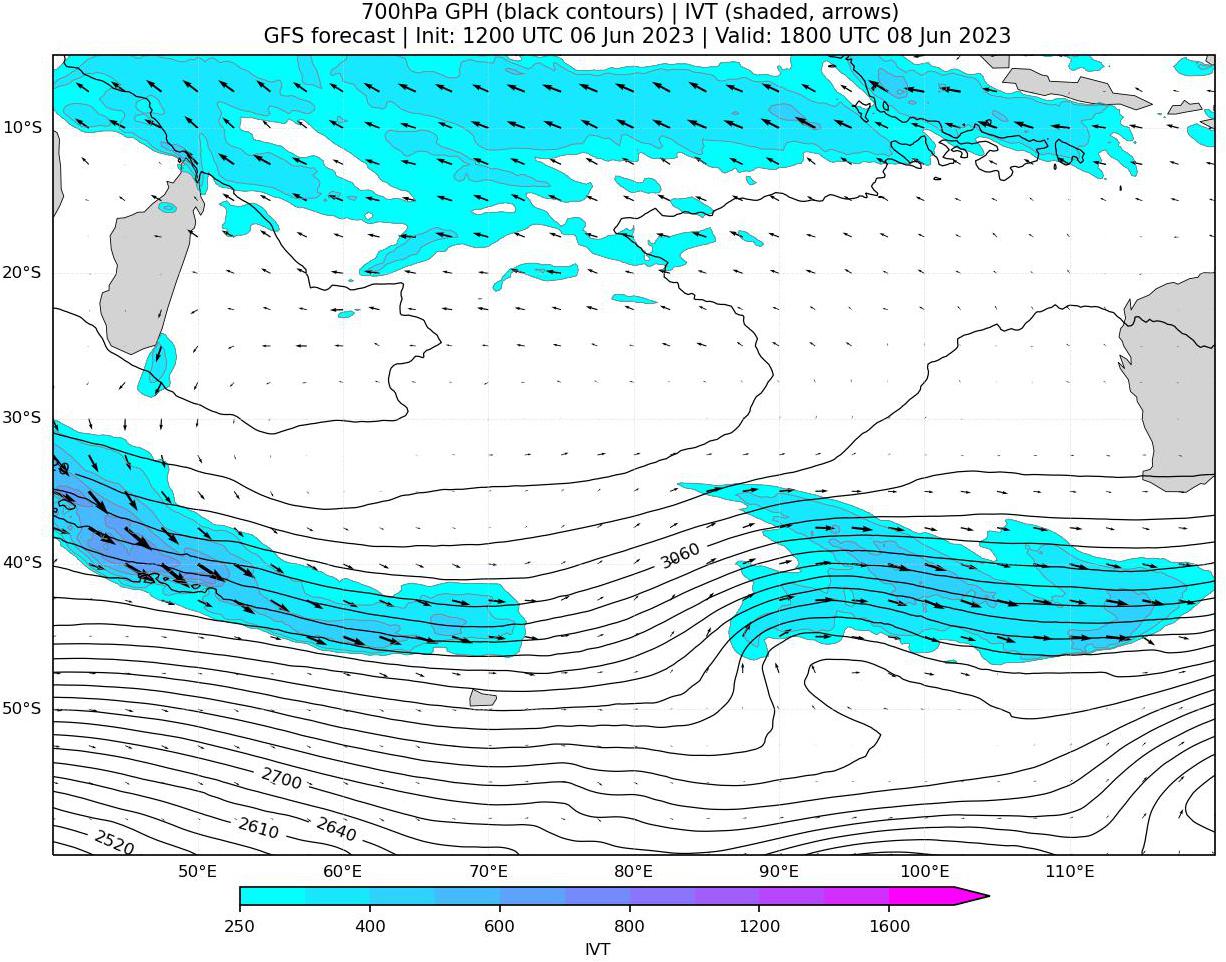 700hPa GPH (black contours) | IVT (shaded, arrows)
GFS forecast | Init: 1200 UTC 06 Jun 2023 | Valid: 1800 UTC 08 Jun 2023
10°S
20°S
30°S
40°S
50°S
3060
2700
2610
2640
2520
50°E
60°E
70°E
80°E
90°E
100°E
110°E
250
400
600
800
1200
1600
IVT